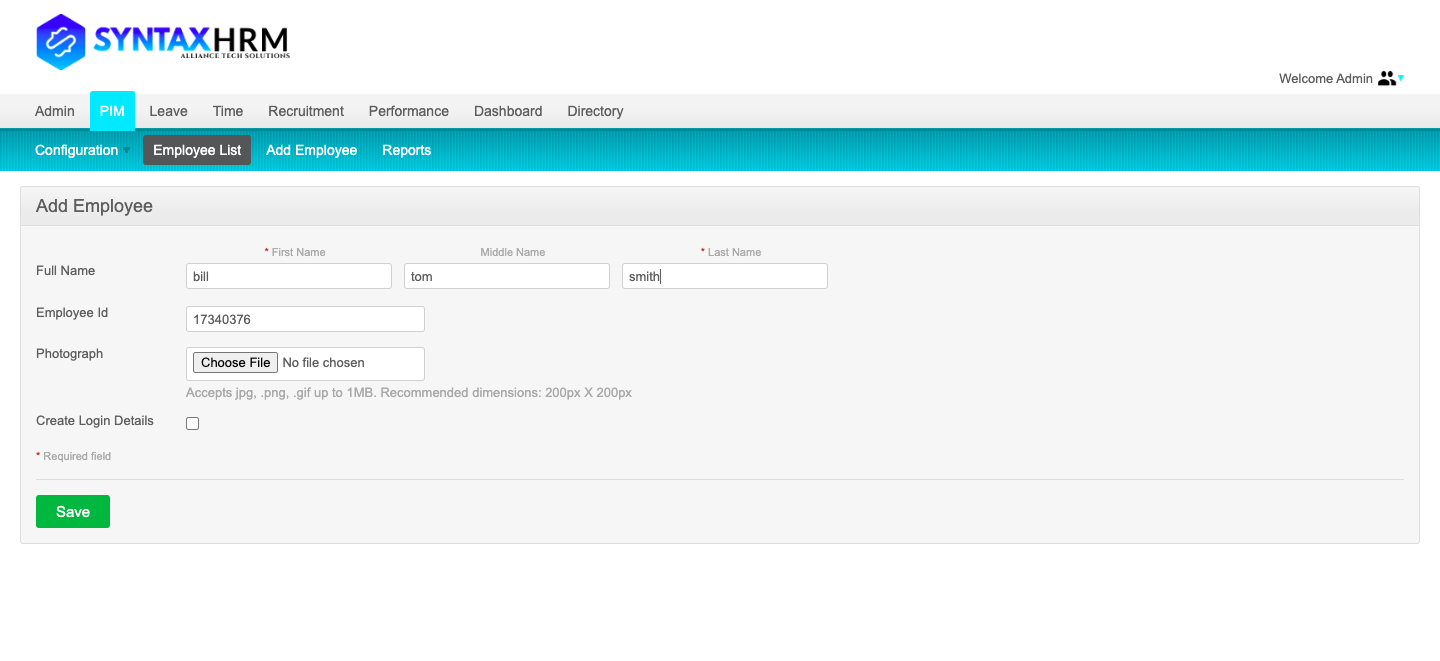 SYNTAXHRM
ALLIANCE TECH SOLUTIONS
Welcome Admin
Admin PIM Leave Time Recruitment Performance Dashboard Directory
Configuration Employee List Add Employee Reports
Add Employee
* First Name Middle Name * Last Name
Full Name bill tom smith
Employee Id 17340376
Photograph Choose File No file chosen
Accepts jpg, .png, .gif up to 1MB. Recommended dimensions: 200px X 200px
Create Login Details
* Required field
Save